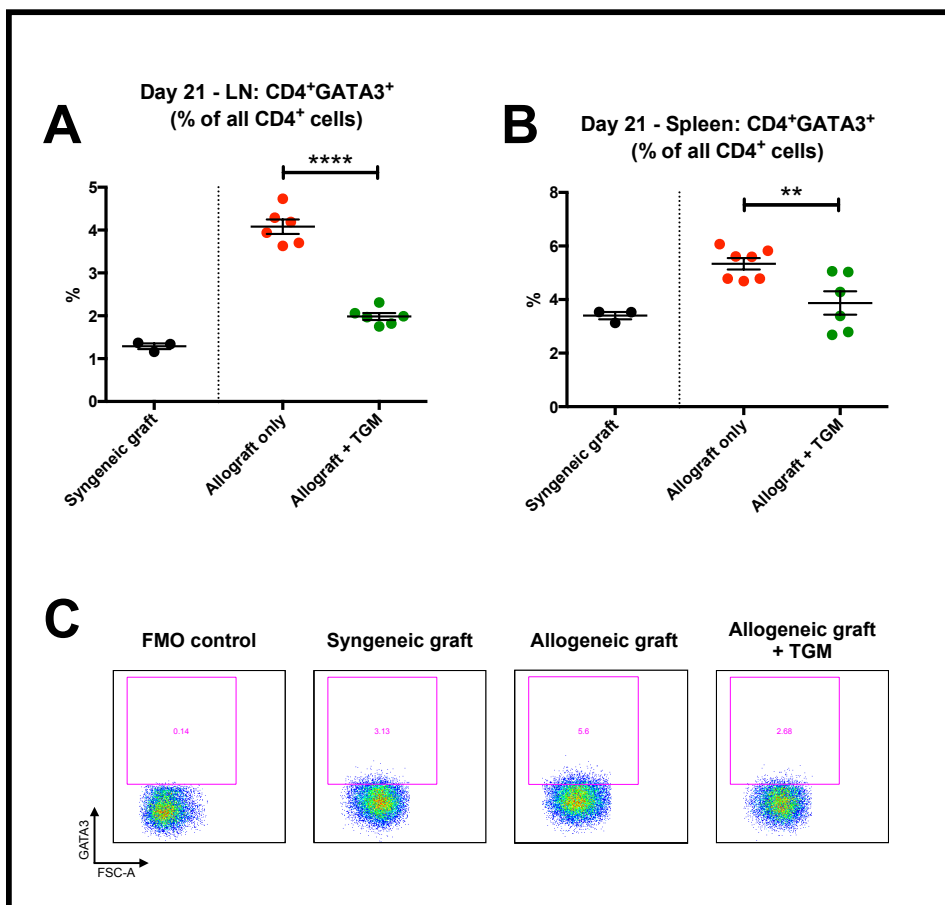 A
Day 21 - LN: CD4⁺GATA3⁺
(% of all CD4⁺ cells)
****
5
4
3
2
1
0
%
Syngeneic graft
Allograft only
Allograft + TGM
B
Day 21 - Spleen: CD4⁺GATA3⁺
(% of all CD4⁺ cells)
**
8
6
4
2
0
%
Syngeneic graft
Allograft only
Allograft + TGM
C
FMO control
Syngeneic graft
Allogeneic graft
Allogeneic graft
+ TGM
0.14
3.13
5.6
2.68
GATA3
FSC-A